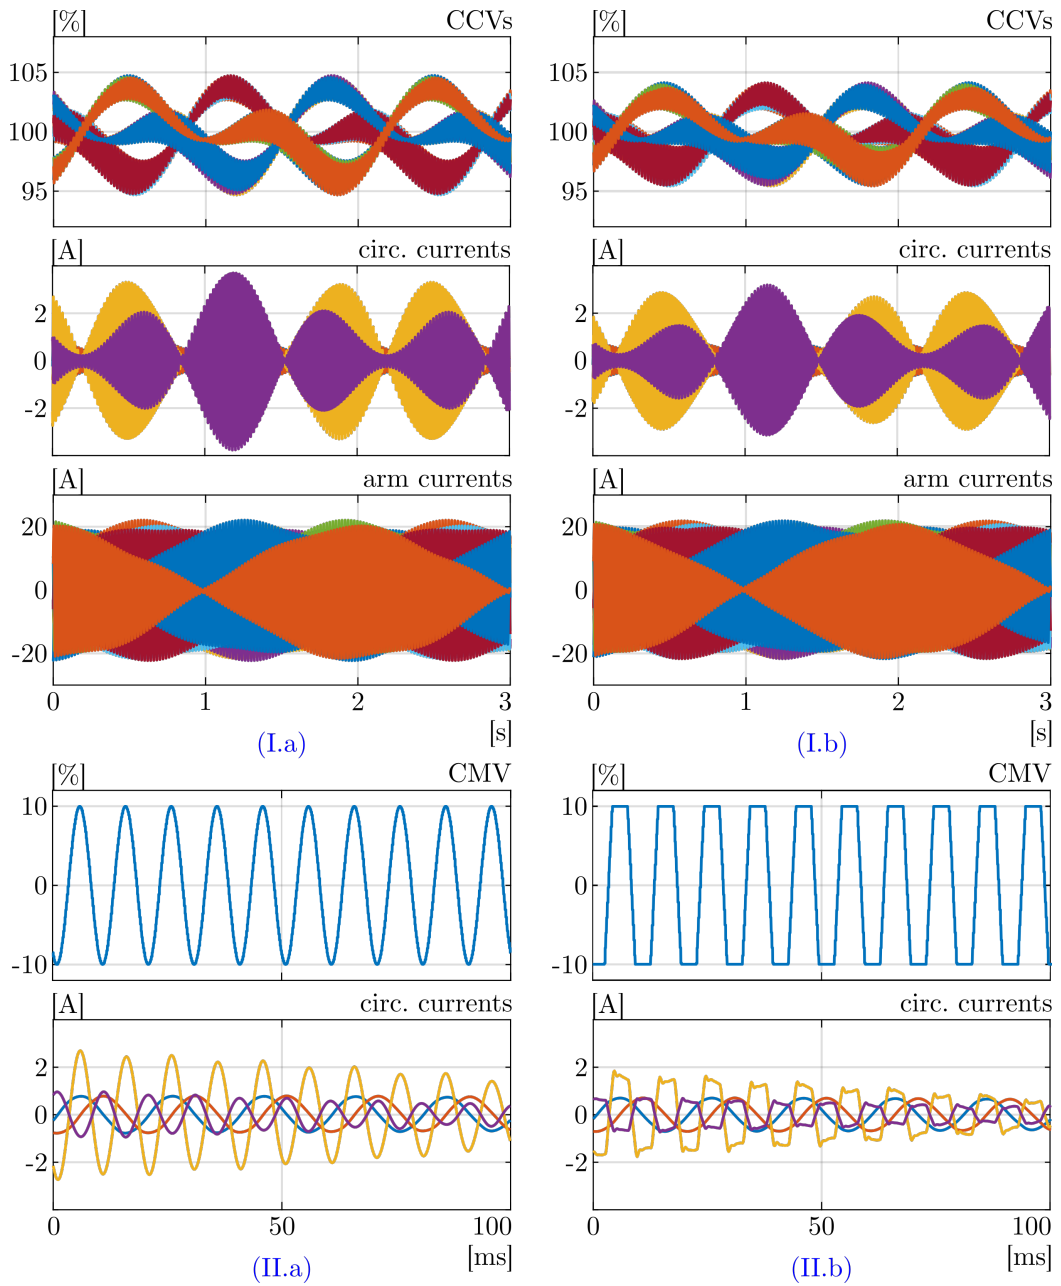 [%] CCVs [%] CCVs
105 105
100 100
95 95
[A] circ. currents [A] circ. currents
2 2
0 0
-2 -2
[A] arm currents [A] arm currents
20 20
0 0
-20 -20
0 1 2 3 0 1 2 3
[s] [s]
(I.a) (I.b)
[%] CMV [%] CMV
10 10
0 0
-10 -10
[A] circ. currents [A] circ. currents
2 2
0 0
-2 -2
0 50 100 0 50 100
[ms] [ms]
(II.a) (II.b)